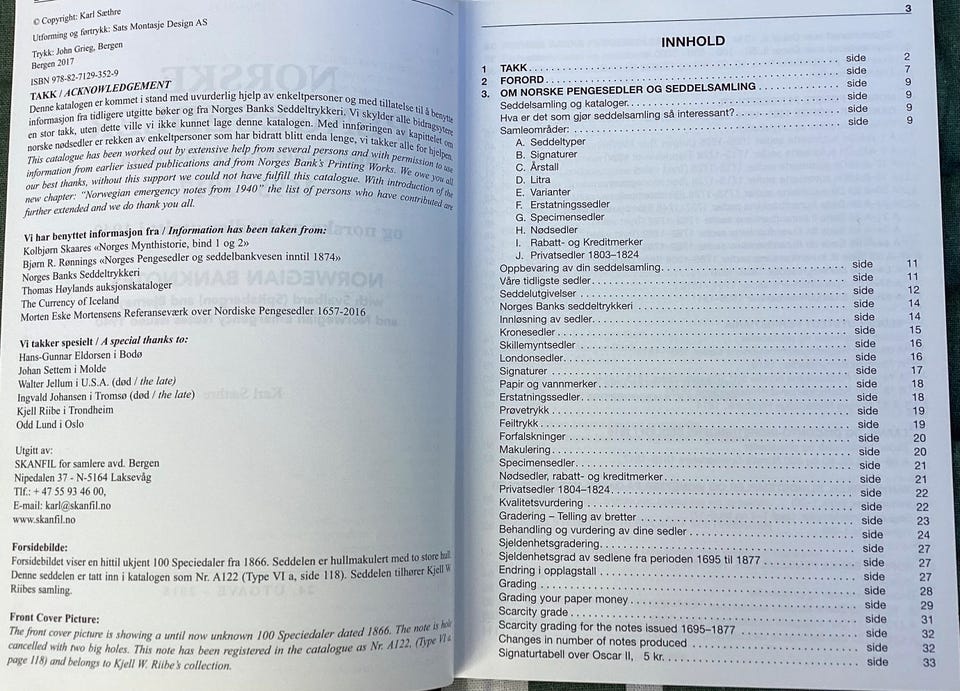 © Copyright: Karl Sæthre
Utforming og førtrykk: Sats Montasje Design AS
Trykk: John Grieg, Bergen
Bergen 2017
ISBN 978-82-7129-352-9
TAKK / ACKNOWLEDGEMENT
Denne katalogen er kommet i stand med uvurderlig hjelp av enkeltpersoner og med tillatelse til å benytte
informasjon fra tidligere utgitte bøker og fra Norges Banks Seddeltrykkeri. Vi skylder alle bidragsytere
en stor takk, uten dette ville vi ikke kunnet lage denne katalogen. Med innføringen av kapittelet om
norske nødsedler er rekken av enkeltpersoner som har bidratt blitt enda lenge, vi takker alle for hjelpen.
This catalogue has been worked out by extensive help from several persons and with permission to use
information from earlier issued publications and from Norges Bank's Printing Works. We owe you all
our best thanks, without this support we could not have fulfill this catalogue. With introduction of the
new chapter: "Norwegian emergency notes from 1940" the list of persons who have contributed are
further extended and we do thank you all.
Vi har benyttet informasjon fra / Information has been taken from:
Kolbjørn Skaares «Norges Mynthistorie, bind 1 og 2»
Bjørn R. Rønnings «Norges Pengesedler og seddelbankvesen inntil 1874»
Norges Banks Seddeltrykkeri
Thomas Høylands auksjonskataloger
The Currency of Iceland
Morten Eske Mortensens Referanseværk over Nordiske Pengesedler 1657-2016
Vi takker spesielt / A special thanks to:
Hans-Gunnar Eldorsen i Bodø
Johan Settem i Molde
Walter Jellum i U.S.A. (død / the late)
Ingvald Johansen i Tromsø (død / the late)
Kjell Riibe i Trondheim
Odd Lund i Oslo
Utgitt av:
SKANFIL for samlere avd. Bergen
Nipedalen 37 - N-5164 Laksevåg
Tlf.: + 47 55 93 46 00,
E-mail: karl@skanfil.no
www.skanfil.no
Forsidebilde:
Forsidebildet viser en hittil ukjent 100 Speciedaler fra 1866. Seddelen er hullmakulert med to store hull.
Denne seddelen er tatt inn i katalogen som Nr. A122 (Type VI a, side 118). Seddelen tilhører Kjell W
Riibes samling.
Front Cover Picture:
The front cover picture is showing a until now unknown 100 Speciedaler dated 1866. The note is hole
cancelled with two big holes. This note has been registered in the catalogue as Nr. A122, (Type VI a
page 118) and belongs to Kjell W. Riibe's collection.
3
INNHOLD
1 TAKK side 2
2 FORORD side 7
3. OM NORSKE PENGESEDLER OG SEDDELSAMLING side 9
Seddelsamling og kataloger side 9
Hva er det som gjør seddelsamling så interessant? side 9
Samleområder: side 9
A. Seddeltyper
B. Signaturer
C. Årstall
D. Litra
E. Varianter
F. Erstatningssedler
G. Specimensedler
H. Nødsedler
I. Rabatt- og Kreditmerker
J. Privatsedler 1803–1824
Oppbevaring av din seddelsamling side 11
Våre tidligste sedler side 11
Seddelutgivelser side 12
Norges Banks seddeltrykkeri side 14
Innløsning av sedler side 14
Kronesedler side 15
Skillemyntsedler side 16
Londonsedler side 16
Signaturer side 17
Papir og vannmerker side 18
Erstatningssedler side 18
Prøvetrykk side 19
Feiltrykk side 19
Forfalskninger side 20
Makulering side 20
Specimensedler side 21
Nødsedler, rabatt- og kreditmerker side 21
Privatsedler 1804–1824 side 22
Kvalitetsvurdering side 22
Gradering – Telling av bretter side 23
Behandling og vurdering av dine sedler side 24
Sjeldenhetsgradering side 27
Sjeldenhetsgrad av sedlene fra perioden 1695 til 1877 side 27
Endring i opplagstall side 27
Grading side 28
Grading your paper money side 29
Scarcity grade side 31
Scarcity grading for the notes issued 1695–1877 side 32
Changes in number of notes produced side 32
Signaturtabell over Oscar II, 5 kr. side 33